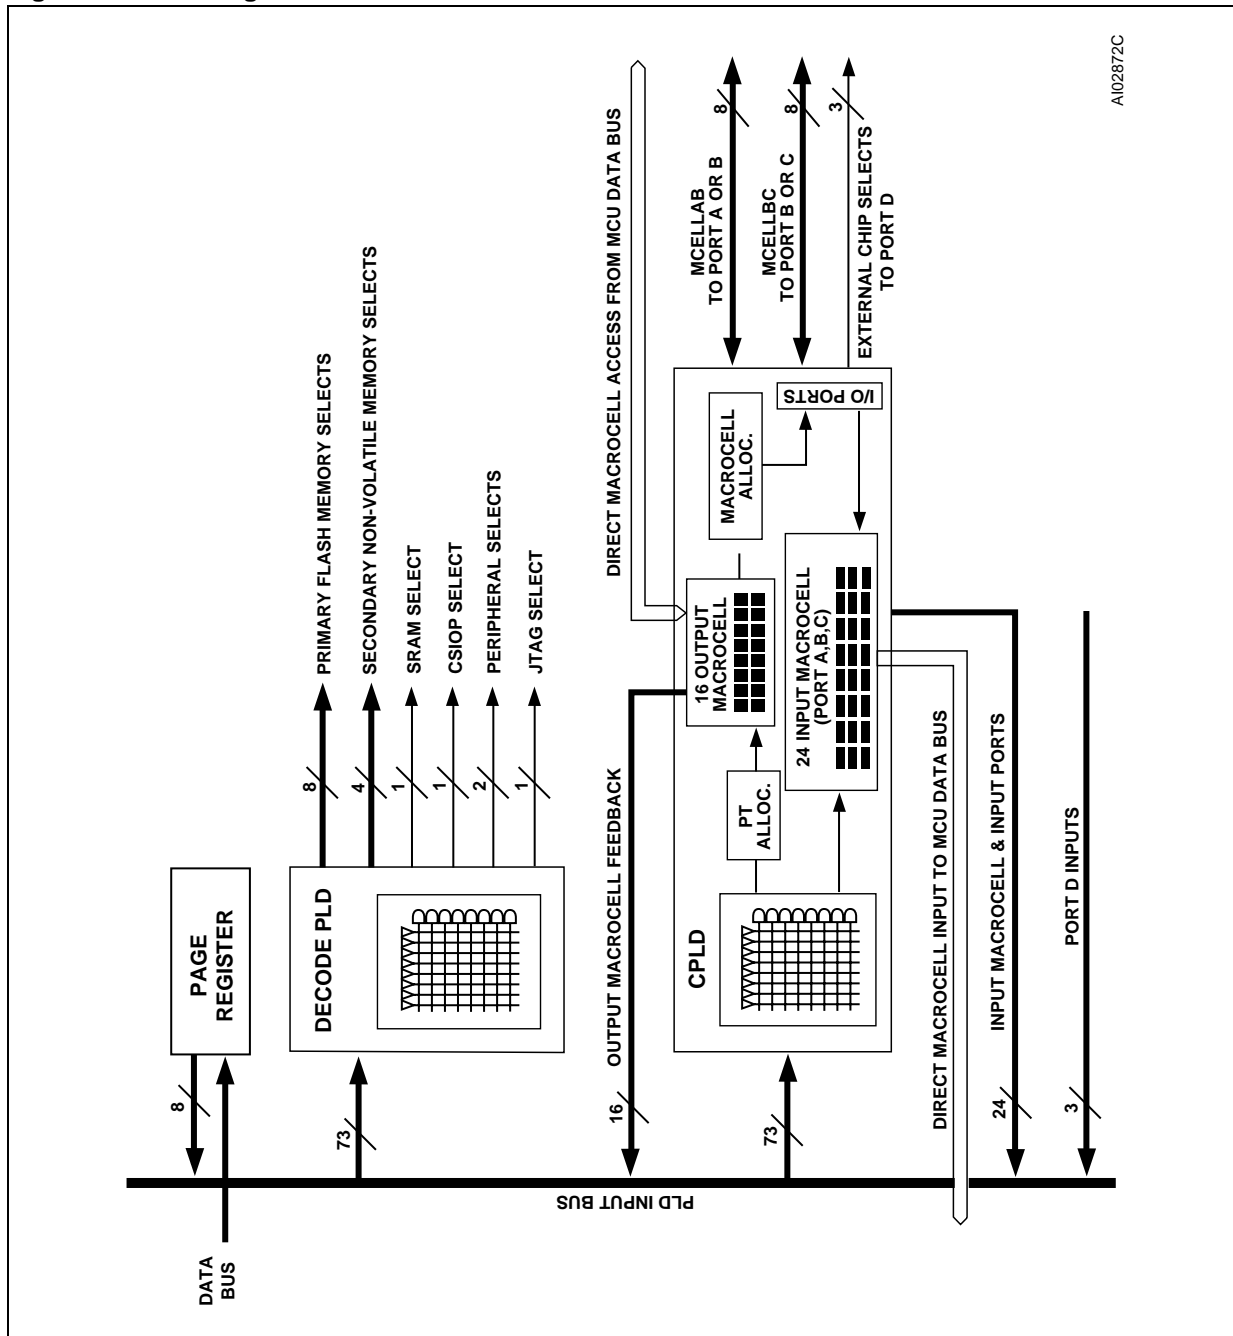 AI02872C
DATA
BUS
8
PAGE
REGISTER
73
DECODE PLD
8
PRIMARY FLASH MEMORY SELECTS
4
SECONDARY NON-VOLATILE MEMORY SELECTS
1
SRAM SELECT
1
CSIOP SELECT
2
PERIPHERAL SELECTS
1
JTAG SELECT
PLD INPUT BUS
16
OUTPUT MACROCELL FEEDBACK
DIRECT MACROCELL ACCESS FROM MCU DATA BUS
73
CPLD
PT
ALLOC.
16 OUTPUT
MACROCELL
MACROCELL
ALLOC.
I/O PORTS
24 INPUT MACROCELL
(PORT A,B,C)
MCELLAB
TO PORT A OR B
8
MCELLBC
TO PORT B OR C
8
EXTERNAL CHIP SELECTS
TO PORT D
3
DIRECT MACROCELL INPUT TO MCU DATA BUS
24
INPUT MACROCELL & INPUT PORTS
3
PORT D INPUTS